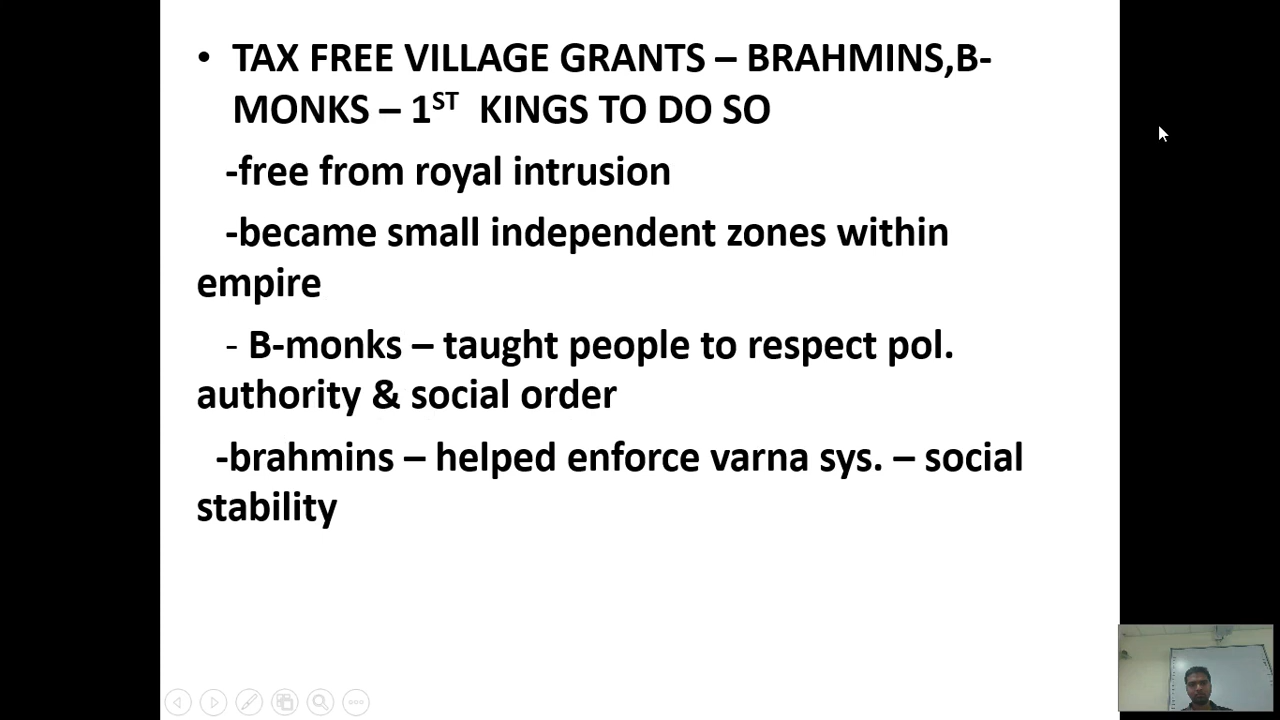 • TAX FREE VILLAGE GRANTS – BRAHMINS,B-
MONKS – 1ST KINGS TO DO SO
-free from royal intrusion
-became small independent zones within
empire
- B-monks – taught people to respect pol.
authority & social order
-brahmins – helped enforce varna sys. – social
stability